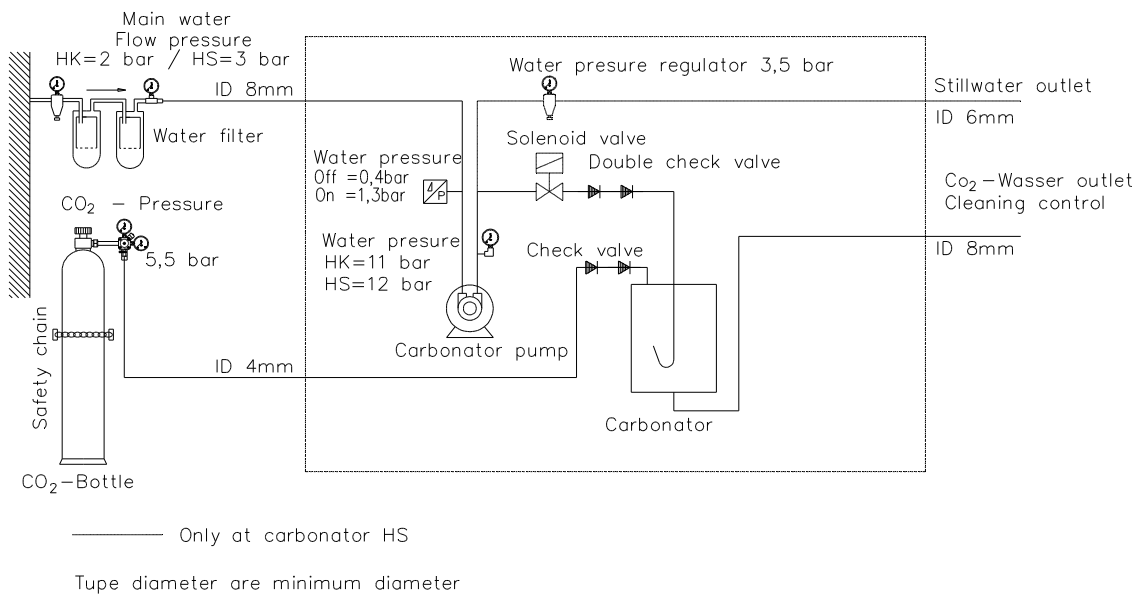 Main water
Flow pressure
HK=2 bar / HS=3 bar
ID 8mm
Water filter
Water presure regulator 3,5 bar
Stillwater outlet
ID 6mm
Solenoid valve
Double check valve
Water pressure
Off =0,4bar
On =1,3bar
Δ/P
Co₂-Wasser outlet
Cleaning control
ID 8mm
CO₂ - Pressure
5,5 bar
Water presure
HK=11 bar
HS=12 bar
Check valve
Carbonator pump
ID 4mm
Safety chain
Carbonator
CO₂-Bottle
Only at carbonator HS
Tupe diameter are minimum diameter